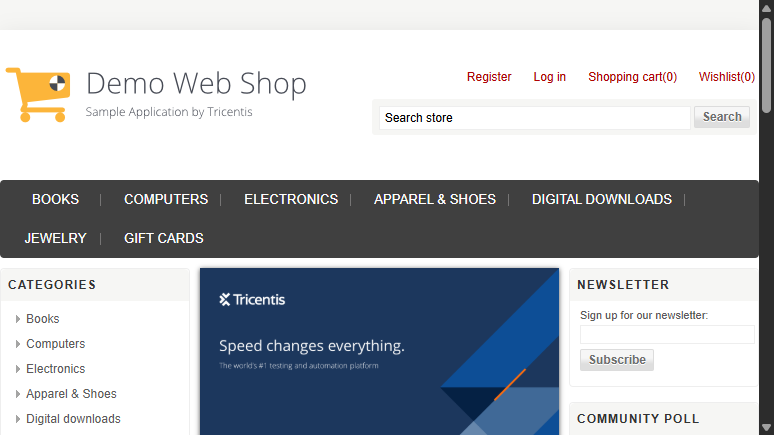 Demo Web Shop
Sample Application by Tricentis
Register Log in Shopping cart(0) Wishlist(0)
Search store Search
BOOKS COMPUTERS ELECTRONICS APPAREL & SHOES DIGITAL DOWNLOADS
JEWELRY GIFT CARDS
CATEGORIES
Books
Computers
Electronics
Apparel & Shoes
Digital downloads
Tricentis
Speed changes everything.
The world's #1 testing and automation platform
NEWSLETTER
Sign up for our newsletter:
Subscribe
COMMUNITY POLL